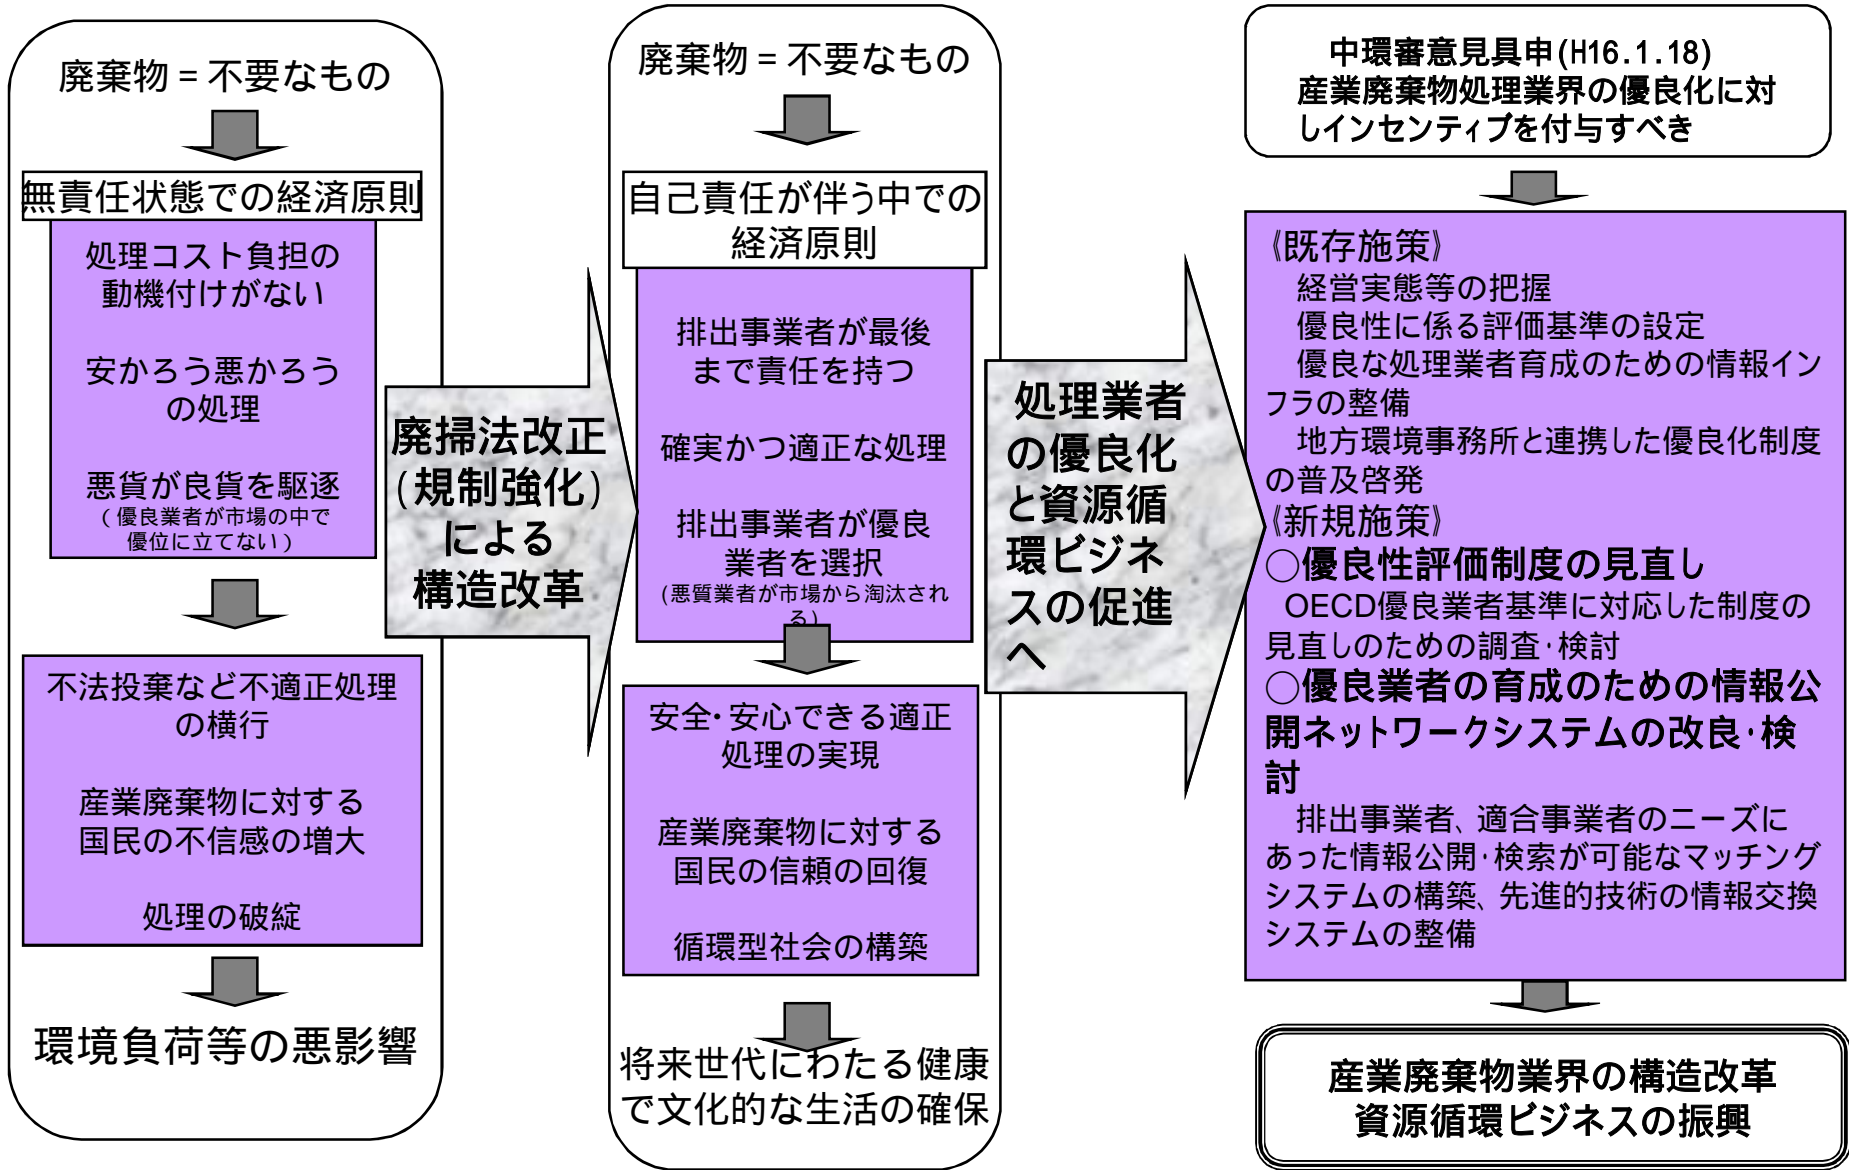 廃棄物=不要なもの
無責任状態での経済原則
処理コスト負担の
動機付けがない
安かろう悪かろう
の処理
悪貨が良貨を駆逐
(優良業者が市場の中で
優位に立てない)
不法投棄など不適正処理
の横行
産業廃棄物に対する
国民の不信感の増大
処理の破綻
環境負荷等の悪影響
廃掃法改正
(規制強化)
による
構造改革
廃棄物=不要なもの
自己責任が伴う中での
経済原則
排出事業者が最後
まで責任を持つ
確実かつ適正な処理
排出事業者が優良
業者を選択
(悪質業者が市場から淘汰され
る)
安全・安心できる適正
処理の実現
産業廃棄物に対する
国民の信頼の回復
循環型社会の構築
将来世代にわたる健康
で文化的な生活の確保
処理業者
の優良化
と資源循
環ビジネ
スの促進
へ
中環審意見具申(H16.1.18)
産業廃棄物処理業界の優良化に対
しインセンティブを付与すべき
《既存施策》
経営実態等の把握
優良性に係る評価基準の設定
優良な処理業者育成のための情報イン
フラの整備
地方環境事務所と連携した優良化制度
の普及啓発
《新規施策》
○優良性評価制度の見直し
OECD優良業者基準に対応した制度の
見直しのための調査・検討
○優良業者の育成のための情報公
開ネットワークシステムの改良・検
討
排出事業者、適合事業者のニーズに
あった情報公開・検索が可能なマッチング
システムの構築、先進的技術の情報交換
システムの整備
産業廃棄物業界の構造改革
資源循環ビジネスの振興